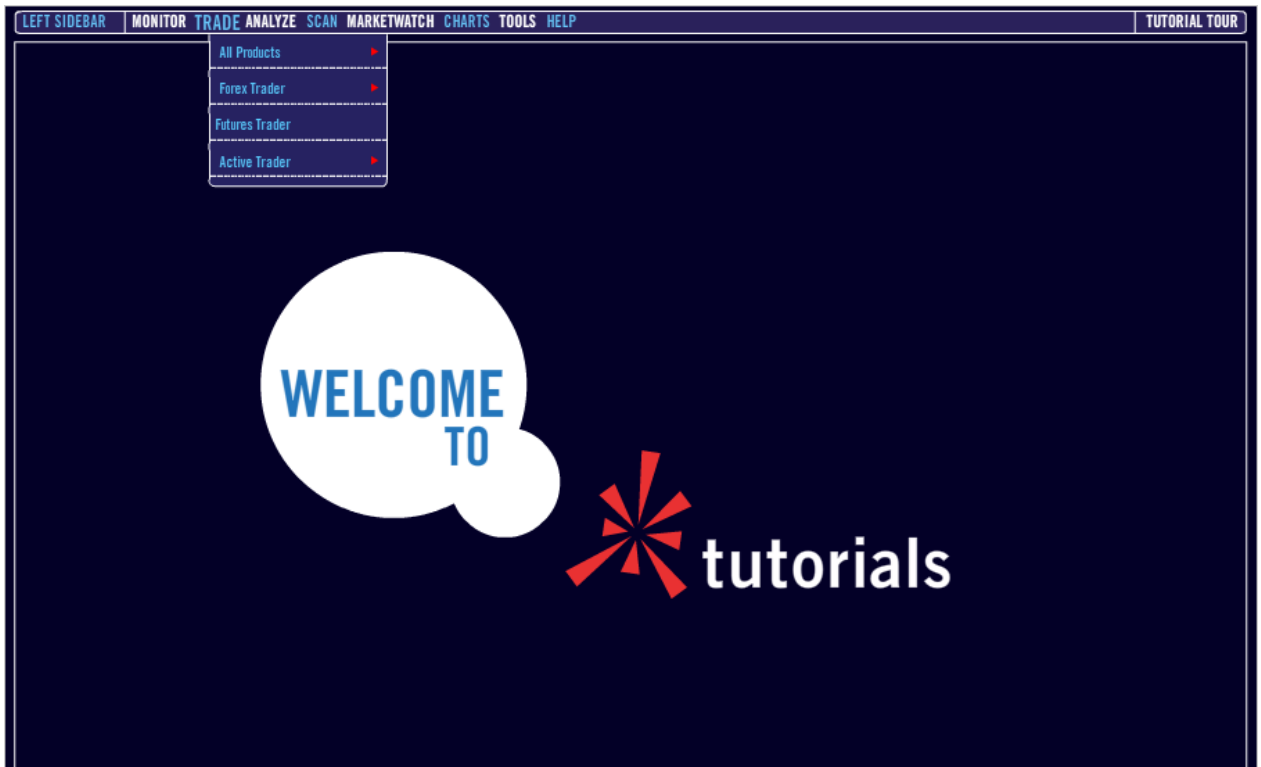 LEFT SIDEBAR MONITOR TRADE ANALYZE SCAN MARKETWATCH CHARTS TOOLS HELP TUTORIAL TOUR
All Products
Forex Trader
Futures Trader
Active Trader
WELCOME
TO
tutorials